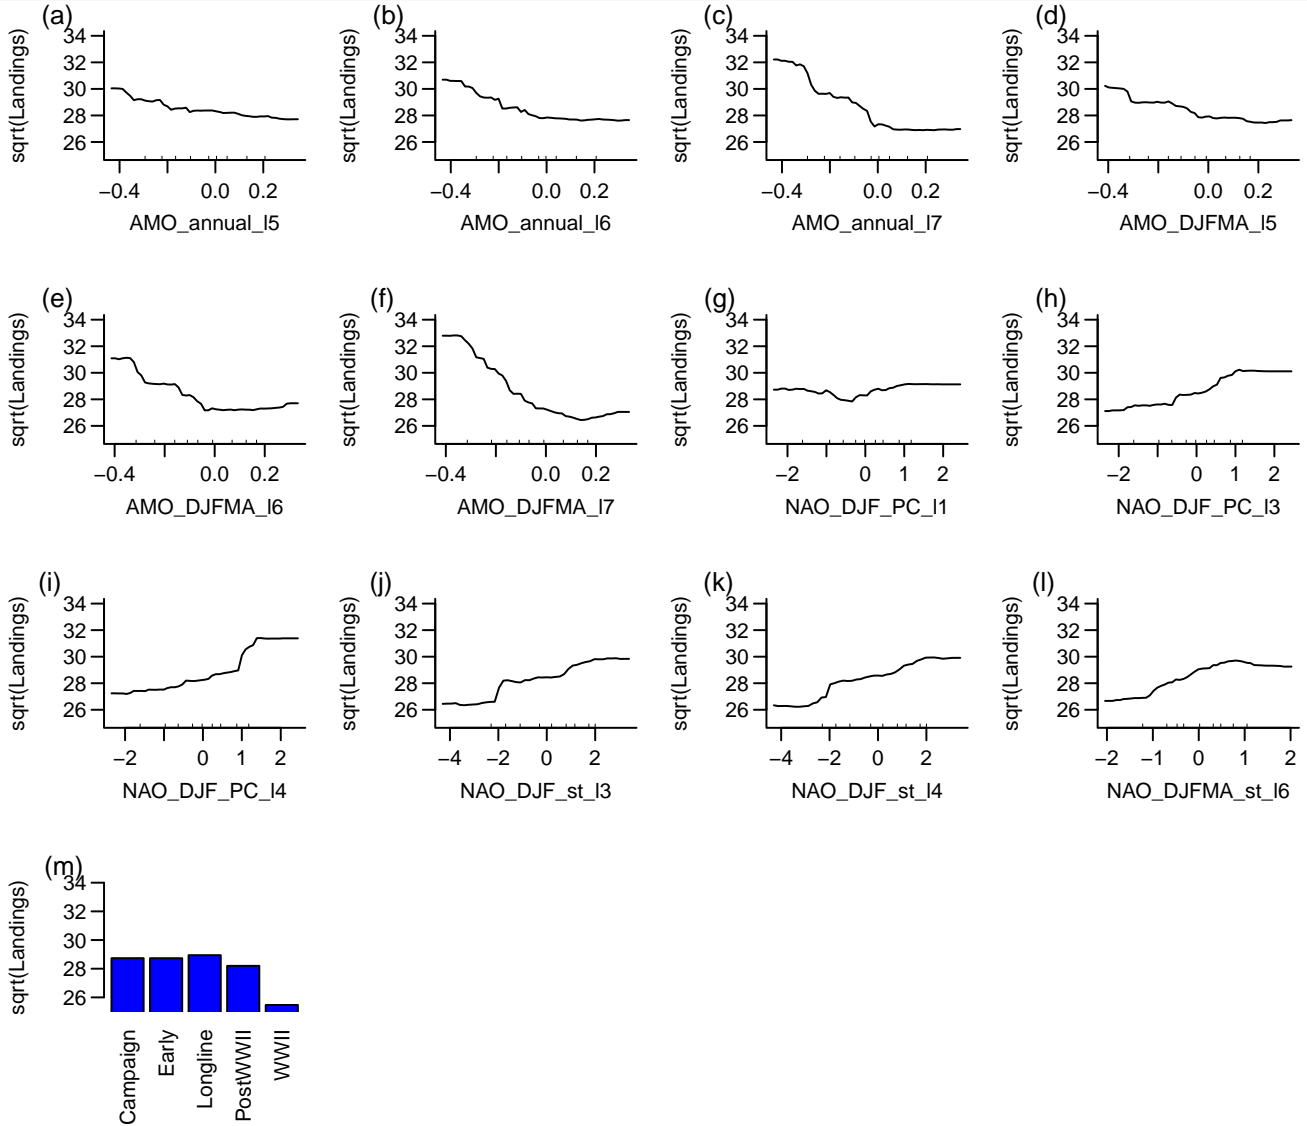 (a) (b) (c) (d)
sqrt(Landings) 34 32 30 28 26
sqrt(Landings) 34 32 30 28 26
sqrt(Landings) 34 32 30 28 26
sqrt(Landings) 34 32 30 28 26
−0.4 0.0 0.2
−0.4 0.0 0.2
−0.4 0.0 0.2
−0.4 0.0 0.2
AMO_annual_l5
AMO_annual_l6
AMO_annual_l7
AMO_DJFMA_l5
(e) (f) (g) (h)
sqrt(Landings) 34 32 30 28 26
sqrt(Landings) 34 32 30 28 26
sqrt(Landings) 34 32 30 28 26
sqrt(Landings) 34 32 30 28 26
−0.4 0.0 0.2
−0.4 0.0 0.2
−2 0 1 2
−2 0 1 2
AMO_DJFMA_l6
AMO_DJFMA_l7
NAO_DJF_PC_l1
NAO_DJF_PC_l3
(i) (j) (k) (l)
sqrt(Landings) 34 32 30 28 26
sqrt(Landings) 34 32 30 28 26
sqrt(Landings) 34 32 30 28 26
sqrt(Landings) 34 32 30 28 26
−2 0 1 2
−4 −2 0 2
−4 −2 0 2
−2 −1 0 1 2
NAO_DJF_PC_l4
NAO_DJF_st_l3
NAO_DJF_st_l4
NAO_DJFMA_st_l6
(m)
sqrt(Landings) 34 32 30 28 26
Campaign
Early
Longline
PostWWII
WWII